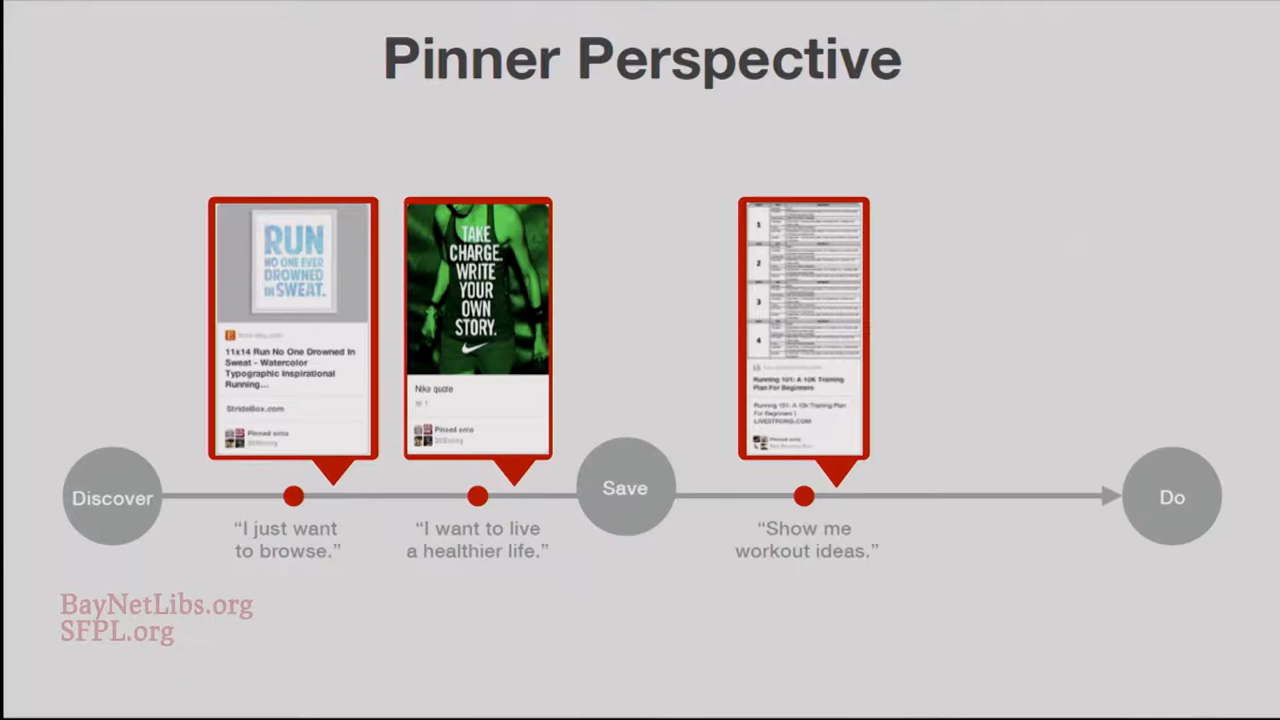 Pinner Perspective
RUN
NO ONE EVER
DROWNED
IN SWEAT.
11x14 Run No One Drowned In
Sweat - Watercolor
Typographic Inspirational
Running...
StrideBox.com
Pinned onto
TAKE
CHARGE.
WRITE
YOUR
OWN
STORY.
Nike quote
Pinned onto
1
2
3
4
Running 101: A 10K Training
Plan For Beginners
Running 101: A 10k Training Plan
For Beginners |
LIVESTRONG.COM
Pinned onto
Discover
Save
Do
“I just want
to browse.”
“I want to live
a healthier life.”
“Show me
workout ideas.”
BayNetLibs.org
SFPL.org